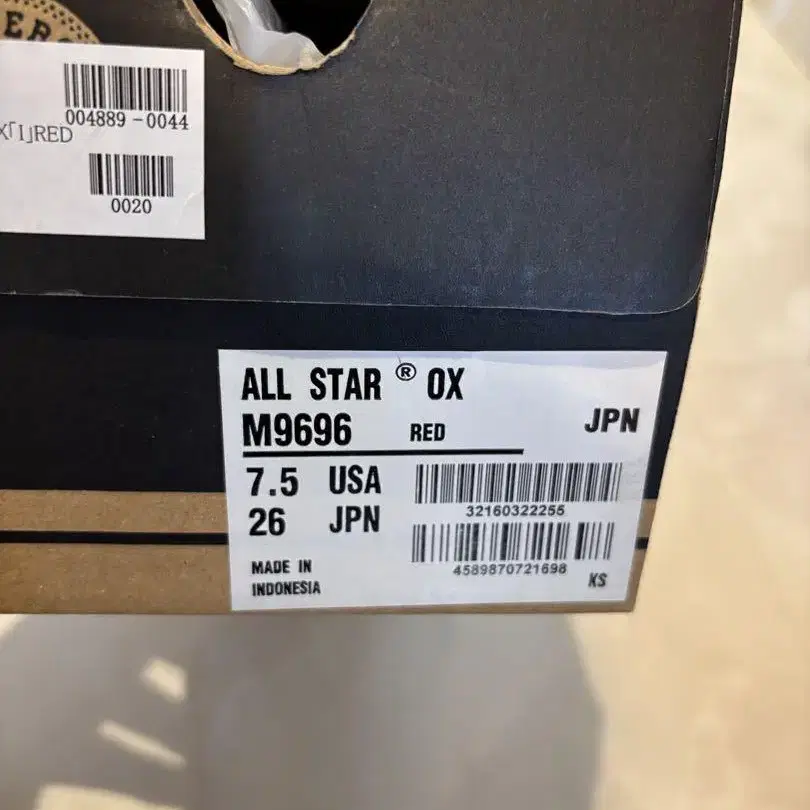 ER
004889-0044
X「I」RED
0020
ALL STAR® OX
M9696 RED JPN
7.5 USA
32160322255
26 JPN
4589870721698
MADE IN
INDONESIA
KS